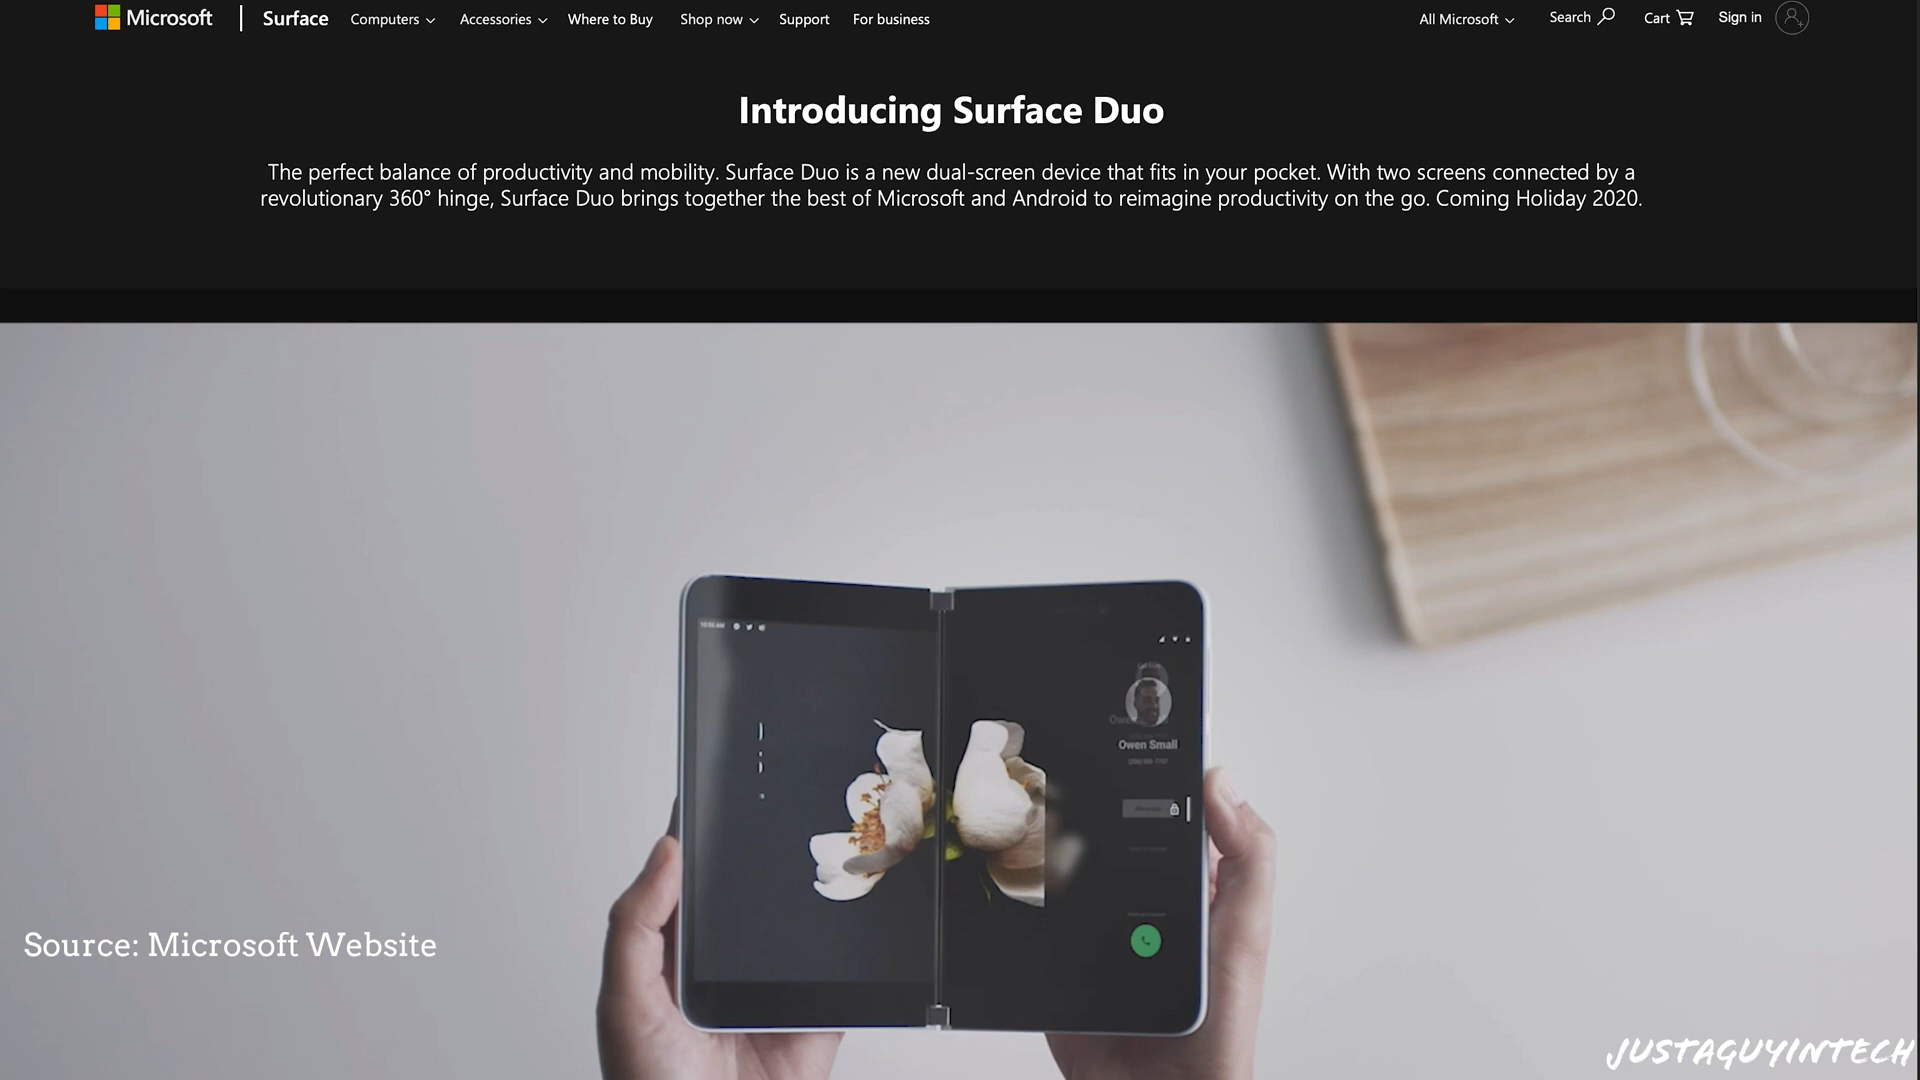 Microsoft
Surface
Computers
Accessories
Where to Buy
Shop now
Support
For business
All Microsoft
Search
Cart
Sign in
Introducing Surface Duo
The perfect balance of productivity and mobility. Surface Duo is a new dual-screen device that fits in your pocket. With two screens connected by a
revolutionary 360° hinge, Surface Duo brings together the best of Microsoft and Android to reimagine productivity on the go. Coming Holiday 2020.
10:55 AM
Owen Small
Source: Microsoft Website
JUSTAGUYINTECH